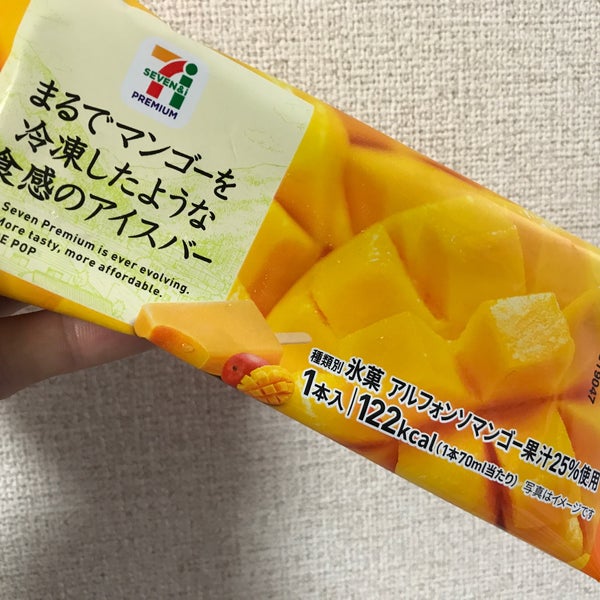 SEVEN&i
PREMIUM
まるでマンゴーを
冷凍したような
食感のアイスバー
Seven Premium is ever evolving.
More tasty, more affordable.
E POP
種類別 氷菓 アルフォンソマンゴー果汁25%使用
1本入/122kcal(1本70ml当たり) 写真はイメージです